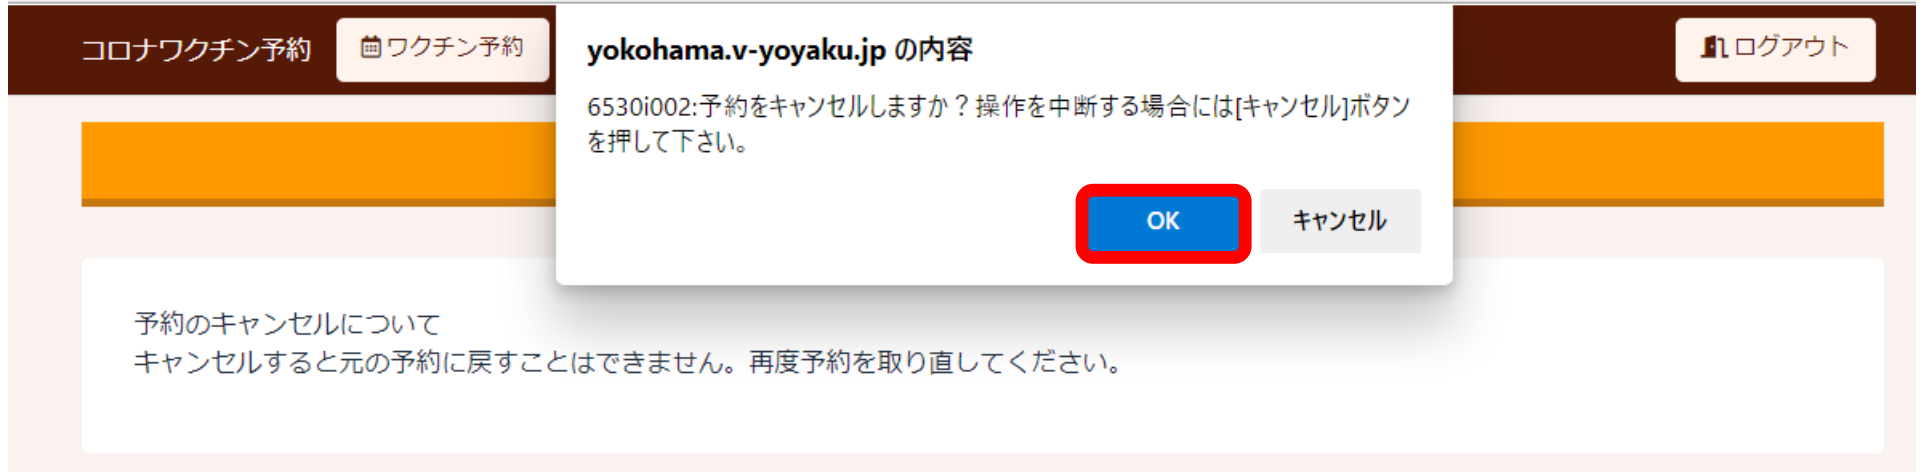 コロナワクチン予約
ワクチン予約
ログアウト
yokohama.v-yoyaku.jp の内容
6530i002:予約をキャンセルしますか？操作を中断する場合には[キャンセル]ボタン
を押して下さい。
OK
キャンセル
予約のキャンセルについて
キャンセルすると元の予約に戻すことはできません。再度予約を取り直してください。